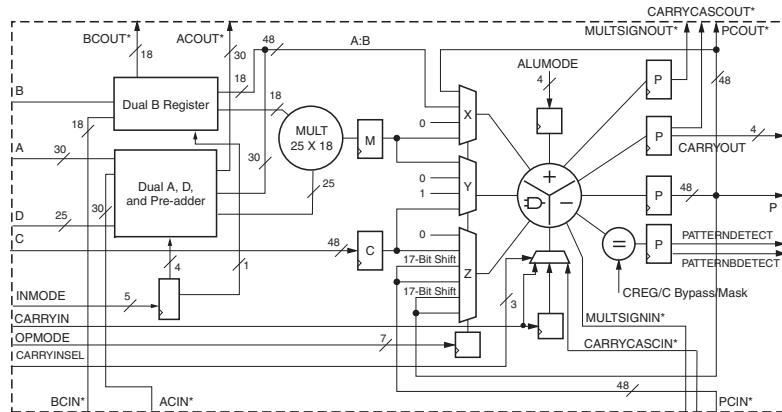 CARRYCASCOUT*
MULTSIGNOUT*
PCOUT*
BCOUT*
ACOUT*
18
30
48
A:B
18
ALUMODE
4
48
B
Dual B Register
18
18
X
P
0
MULT
25 X 18
M
A
30
30
P
4
CARRYOUT
Dual A, D,
and Pre-adder
25
0
1
Y
+
−
P
48
P
D
25
30
C
48
C
0
17-Bit Shift
17-Bit Shift
Z
=
P
PATTERNDETECT
PATTERNBDETECT
4
1
INMODE
5
3
CREG/C Bypass/Mask
CARRYIN
MULTSIGNIN*
OPMODE
7
CARRYINSEL
CARRYCASCIN*
48
BCIN*
ACIN*
PCIN*